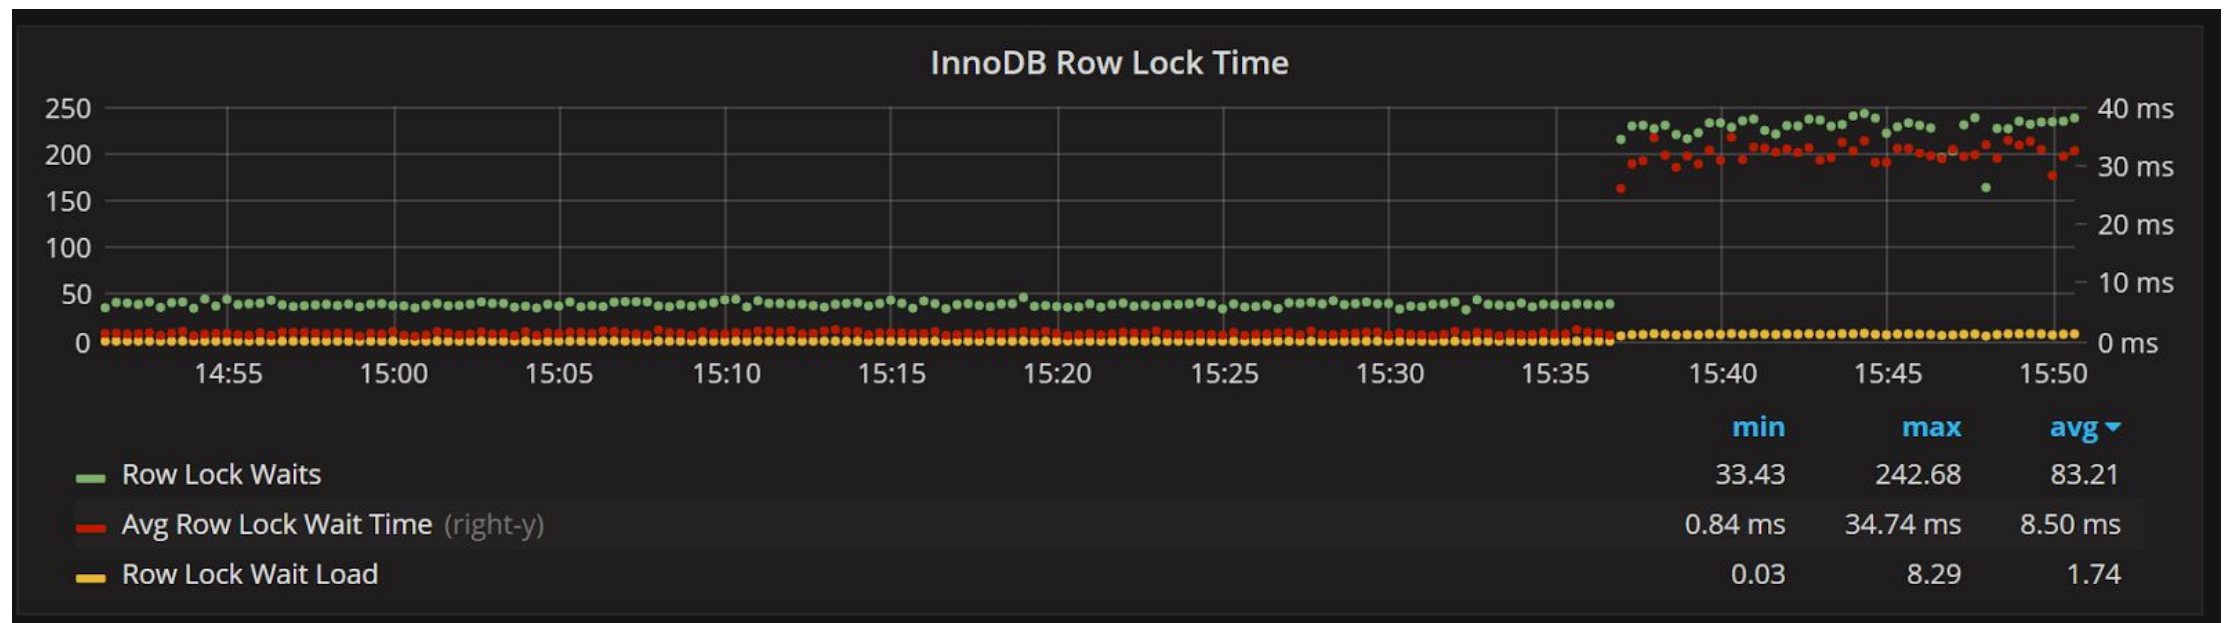 InnoDB Row Lock Time
250 40 ms
200
30 ms
150
20 ms
100
50 10 ms
0 0 ms
14:55 15:00 15:05 15:10 15:15 15:20 15:25 15:30 15:35 15:40 15:45 15:50
min max avg
Row Lock Waits 33.43 242.68 83.21
Avg Row Lock Wait Time (right-y) 0.84 ms 34.74 ms 8.50 ms
Row Lock Wait Load 0.03 8.29 1.74